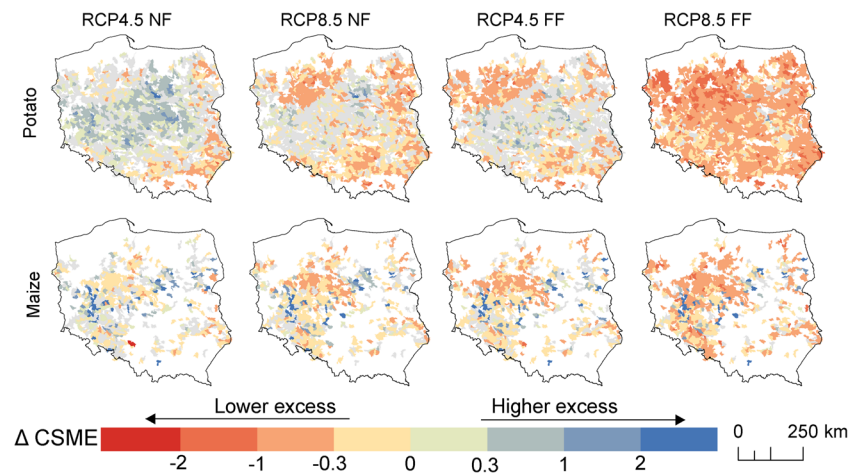 RCP4.5 NF RCP8.5 NF RCP4.5 FF RCP8.5 FF
Potato
Maize
Lower excess Higher excess
Δ CSME
-2 -1 -0.3 0 0.3 1 2
0 250 km